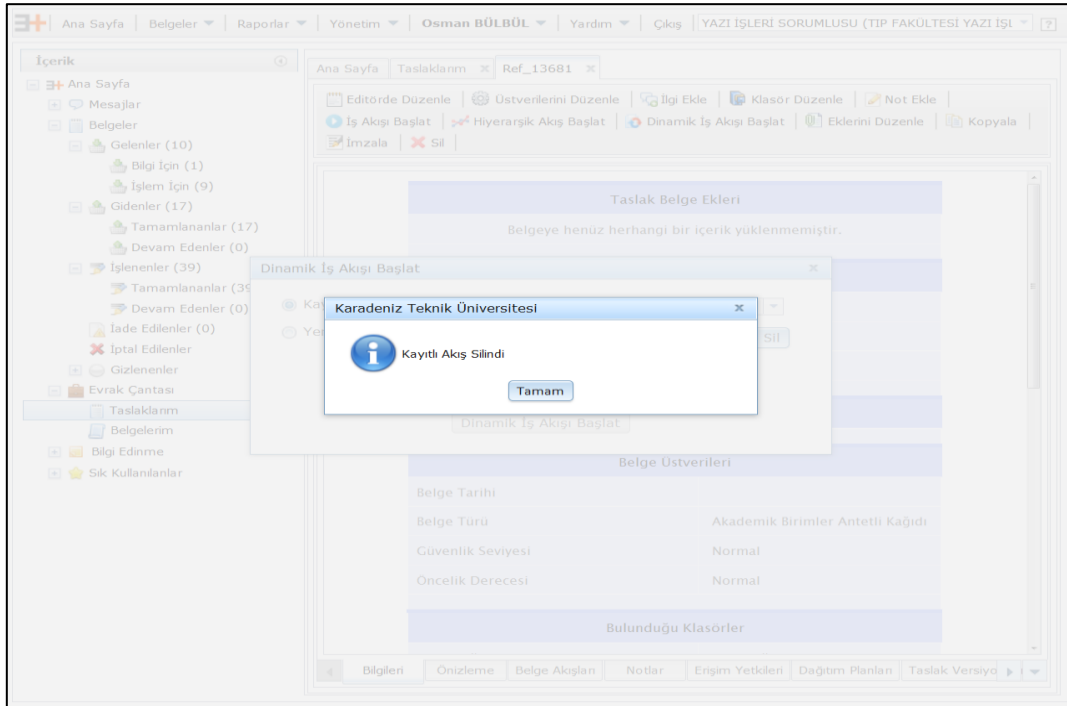 Ana Sayfa Belgeler Raporlar Yönetim Osman BÜLBÜL Yardım Çıkış YAZI İŞLERİ SORUMLUSU (TIP FAKÜLTESİ YAZI İŞL ?
İçerik
Ana Sayfa
Mesajlar
Belgeler
Gelenler (10)
Bilgi İçin (1)
İşlem İçin (9)
Gidenler (17)
Tamamlananlar (17)
Devam Edenler (0)
İşlenenler (39)
Tamamlananlar (39
Devam Edenler (0)
İade Edilenler (0)
İptal Edilenler
Gizlenenler
Evrak Çantası
Taslaklarım
Belgelerim
Bilgi Edinme
Sık Kullanılanlar
Ana Sayfa Taslaklarım Ref_13681
Editörde Düzenle Üstverilerini Düzenle İlgi Ekle Klasör Düzenle Not Ekle
İş Akışı Başlat Hiyerarşik Akış Başlat Dinamik İş Akışı Başlat Eklerini Düzenle Kopyala
İmzala Sil
Taslak Belge Ekleri
Belgeye henüz herhangi bir içerik yüklenmemiştir.
Dinamik İş Akışı Başlat
Ka
Yer
Sil
Karadeniz Teknik Üniversitesi
Kayıtlı Akış Silindi
Tamam
Dinamik İş Akışı Başlat
Belge Üstverileri
Belge Tarihi
Belge Türü Akademik Birimler Antetli Kağıdı
Güvenlik Seviyesi Normal
Öncelik Derecesi Normal
Bulunduğu Klasörler
Bilgileri Önizleme Belge Akışları Notlar Erişim Yetkileri Dağıtım Planları Taslak Versiyo